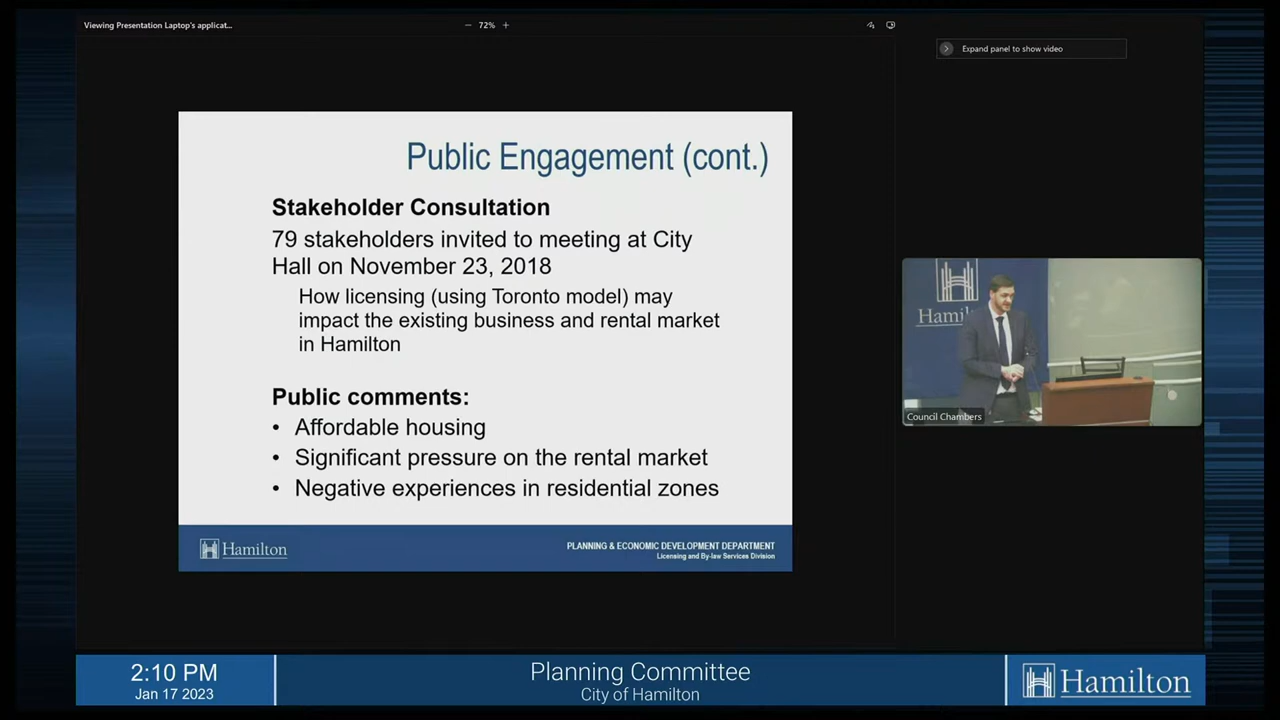 Viewing Presentation Laptop's applicat...
72%
Expand panel to show video
Public Engagement (cont.)
Stakeholder Consultation
79 stakeholders invited to meeting at City
Hall on November 23, 2018
How licensing (using Toronto model) may
impact the existing business and rental market
in Hamilton
Public comments:
• Affordable housing
• Significant pressure on the rental market
• Negative experiences in residential zones
Hamilton
PLANNING & ECONOMIC DEVELOPMENT DEPARTMENT
Licensing and By-law Services Division
Hamil
Council Chambers
2:10 PM
Jan 17 2023
Planning Committee
City of Hamilton
Hamilton